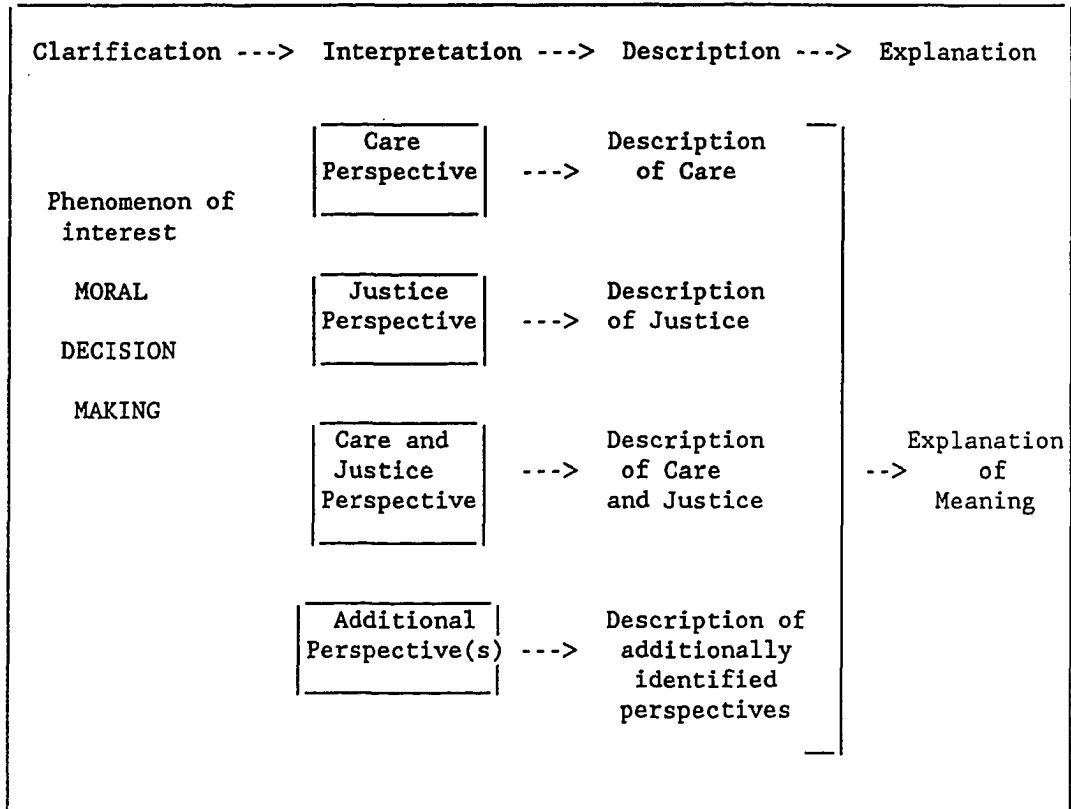 Clarification ---> Interpretation ---> Description ---> Explanation
Care
Perspective ---> Description
of Care
Phenomenon of
interest
MORAL
DECISION
MAKING
Justice
Perspective ---> Description
of Justice
Care and
Justice
Perspective ---> Description
of Care
and Justice
--> Explanation
of
Meaning
Additional
Perspective(s) ---> Description of
additionally
identified
perspectives